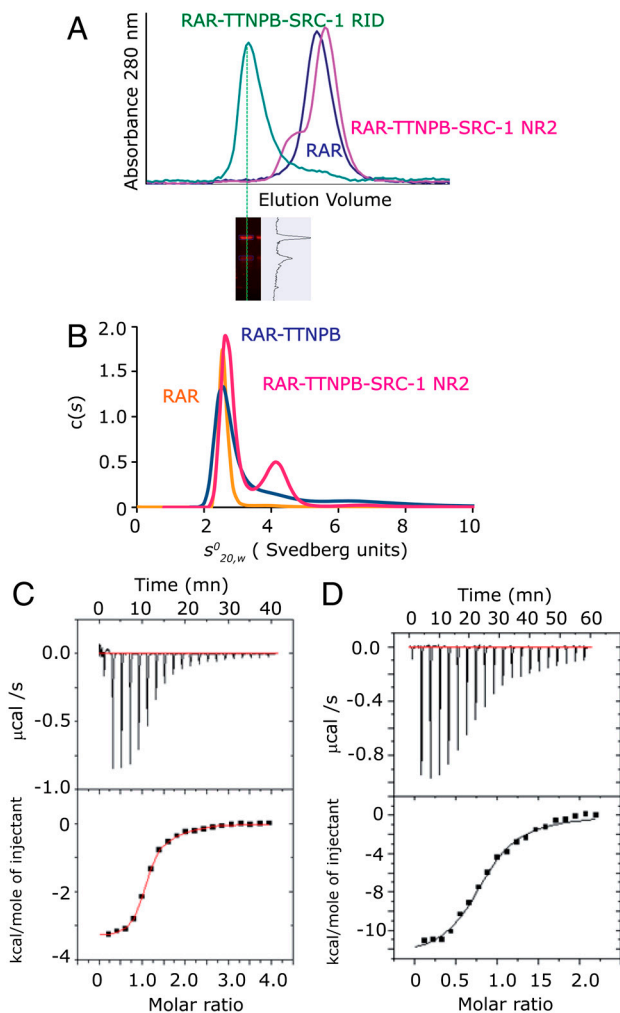 A
RAR-TTNPB-SRC-1 RID
RAR-TTNPB-SRC-1 NR2
RAR
Absorbance 280 nm
Elution Volume
B
RAR-TTNPB
RAR-TTNPB-SRC-1 NR2
RAR
c(s)
2.0
1.5
1.0
0.5
0
0 2 4 6 8 10
s⁰20,w ( Svedberg units)
C
Time (mn)
0 10 20 30 40
µcal /s
0.0
-0.5
-1.0
kcal/mole of injectant
0
-2
-4
0.0 1.0 2.0 3.0 4.0
Molar ratio
D
Time (mn)
0 10 20 30 40 50 60
µcal /s
0.0
-0.4
-0.8
kcal/mole of injectant
0
-4
-8
-10
0.0 0.5 1.0 1.5 2.0
Molar ratio